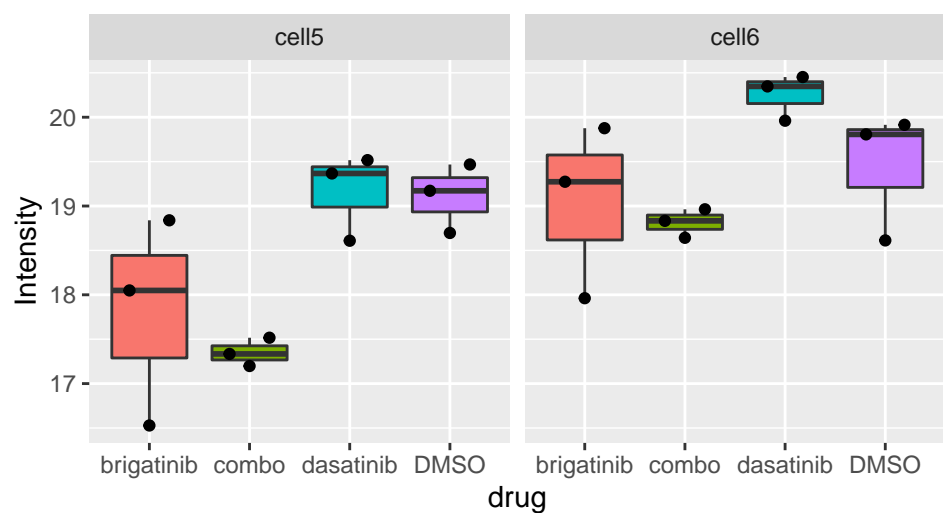 cell5 cell6
Intensity
20
19
18
17
brigatinib combo dasatinib DMSO brigatinib combo dasatinib DMSO
drug